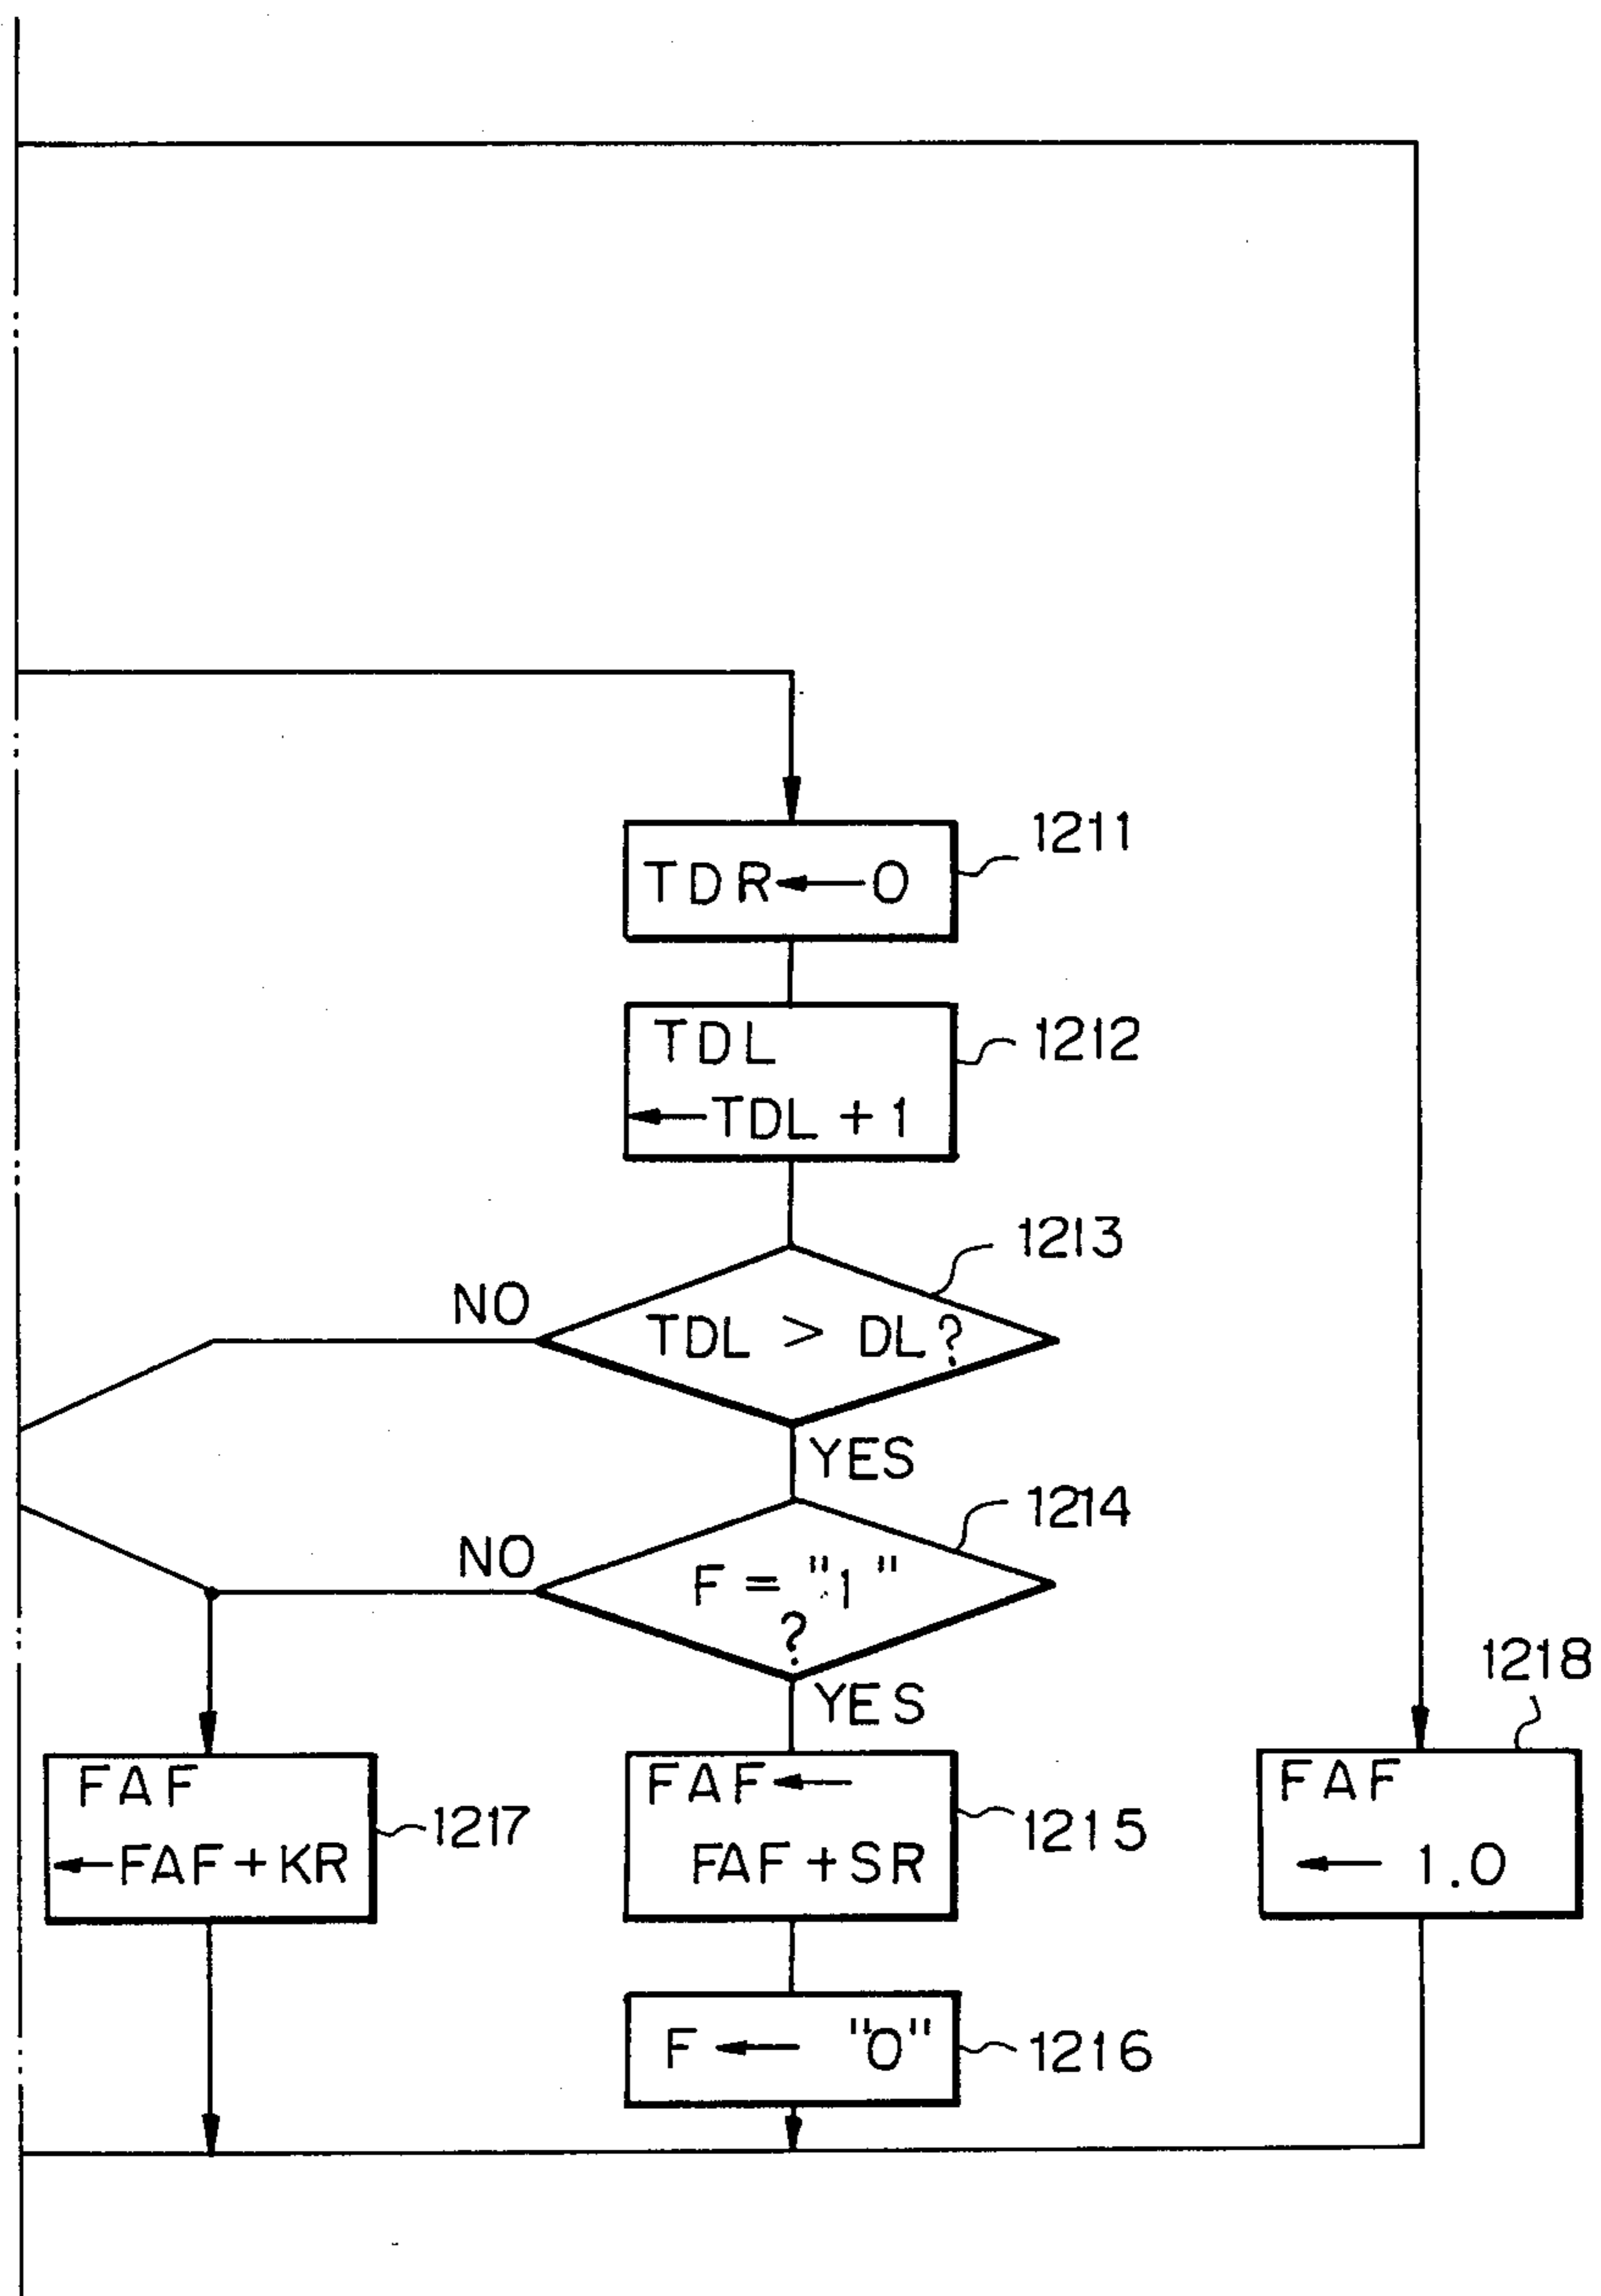 1211
TDR ← 0
TDL
1212
← TDL + 1
1213
NO
TDL > DL?
YES
1214
NO
F = "1"
?
1218
YES
FAF
FAF ←
FAF
1217
1215
← FAF + KR
FAF + SR
← 1.0
F ← "0"
1216